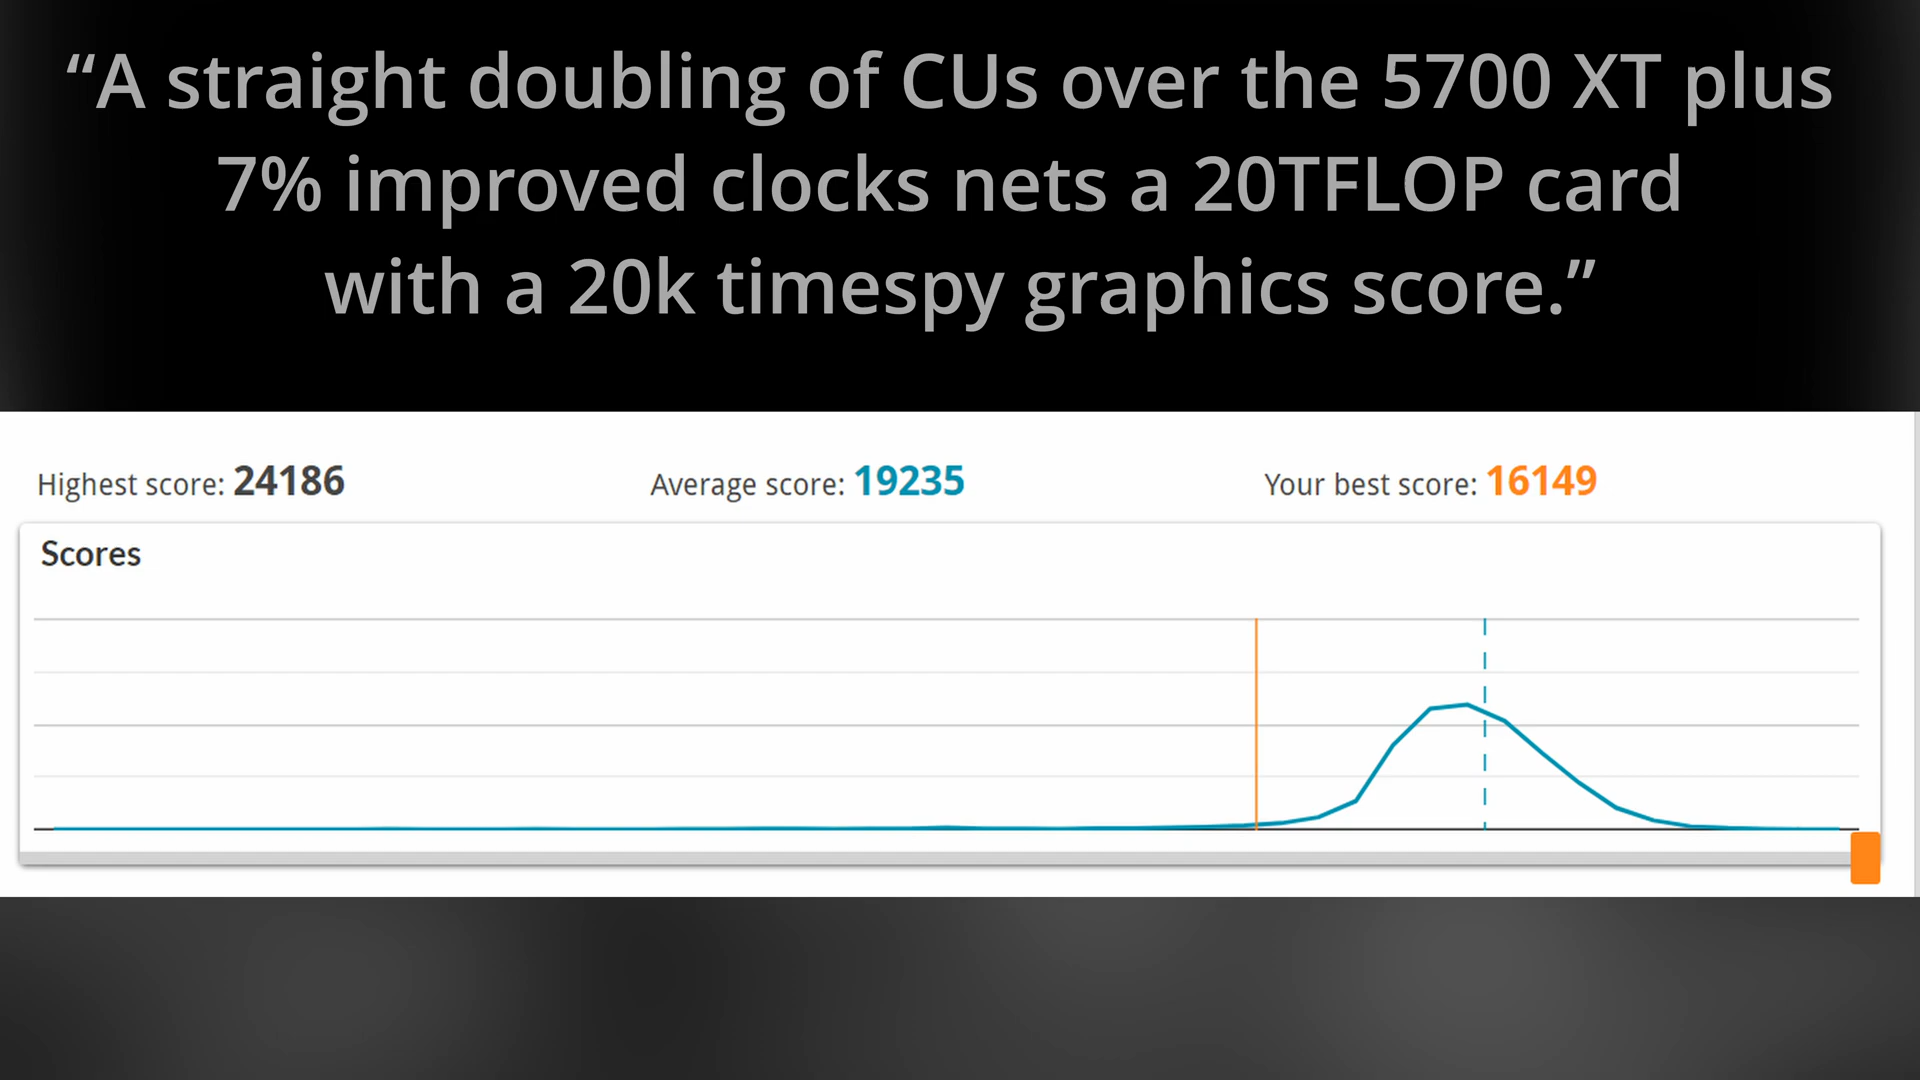 “A straight doubling of CUs over the 5700 XT plus
7% improved clocks nets a 20TFLOP card
with a 20k timespy graphics score.”
Highest score: 24186
Average score: 19235
Your best score: 16149
Scores